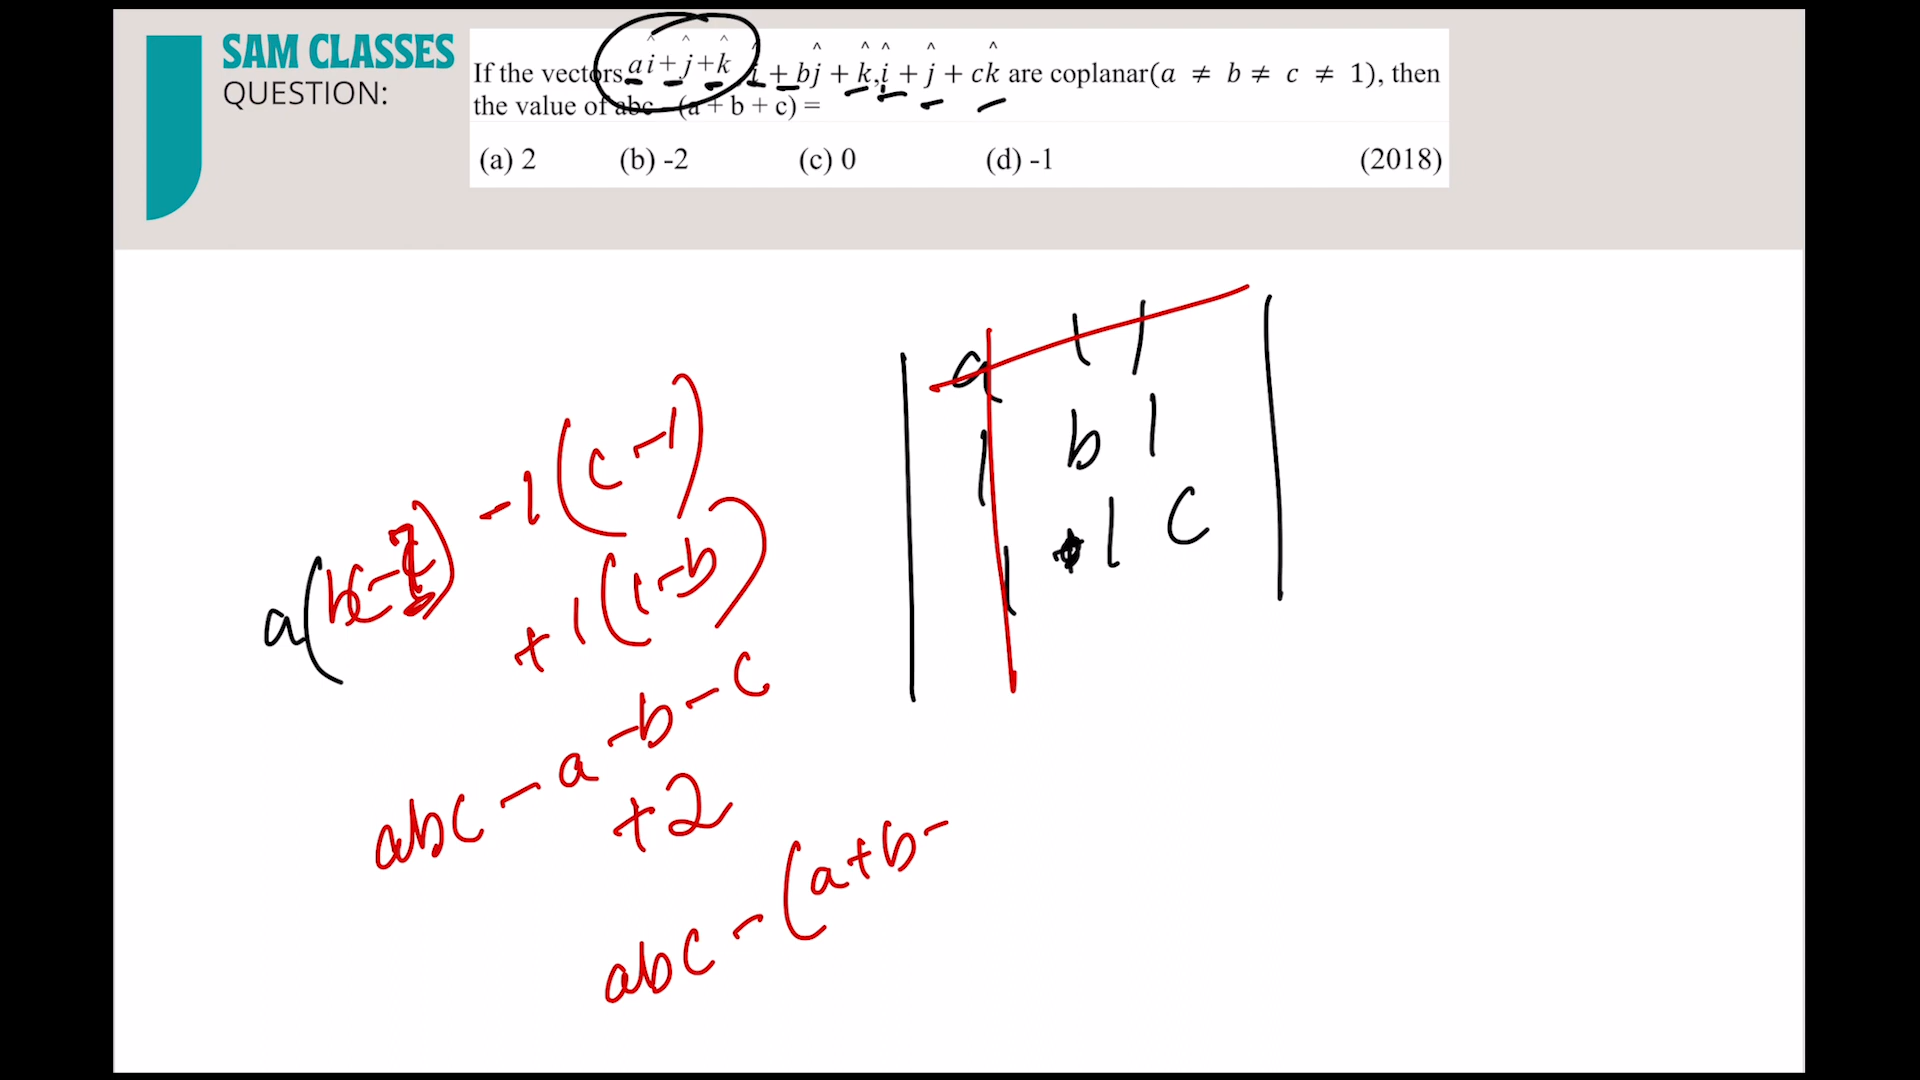 SAM CLASSES
QUESTION:
If the vectors ai^ + j^ + k^, i^ + bj^ + k^, i^ + j^ + ck^ are coplanar(a ≠ b ≠ c ≠ 1), then
the value of abc - (a + b + c) =
(a) 2 (b) -2 (c) 0 (d) -1 (2018)
a 1 1
1 b 1
1 1 c
a(bc-1) -1(c-1)
+1(1-b)
abc-a-b-c
+2
abc-(a+b-